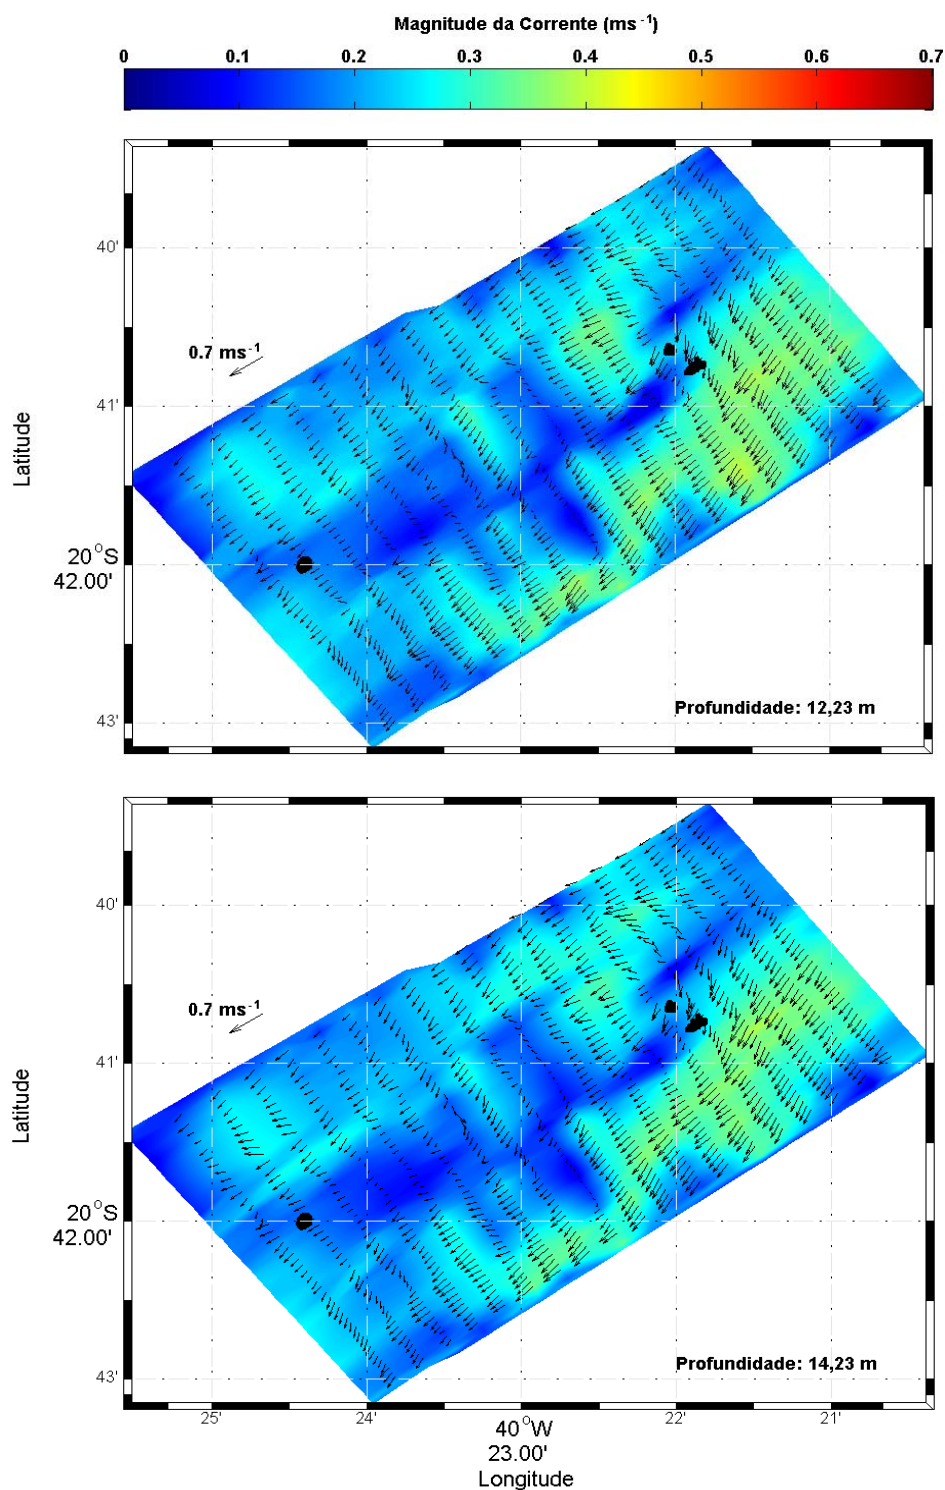 Magnitude da Corrente (ms⁻¹)
0 0.1 0.2 0.3 0.4 0.5 0.6 0.7
40'
0.7 ms⁻¹
41'
Latitude
20°S
42.00'
43'
Profundidade: 12,23 m
40'
0.7 ms⁻¹
41'
Latitude
20°S
42.00'
43'
Profundidade: 14,23 m
25' 24' 40°W 22' 21'
23.00'
Longitude